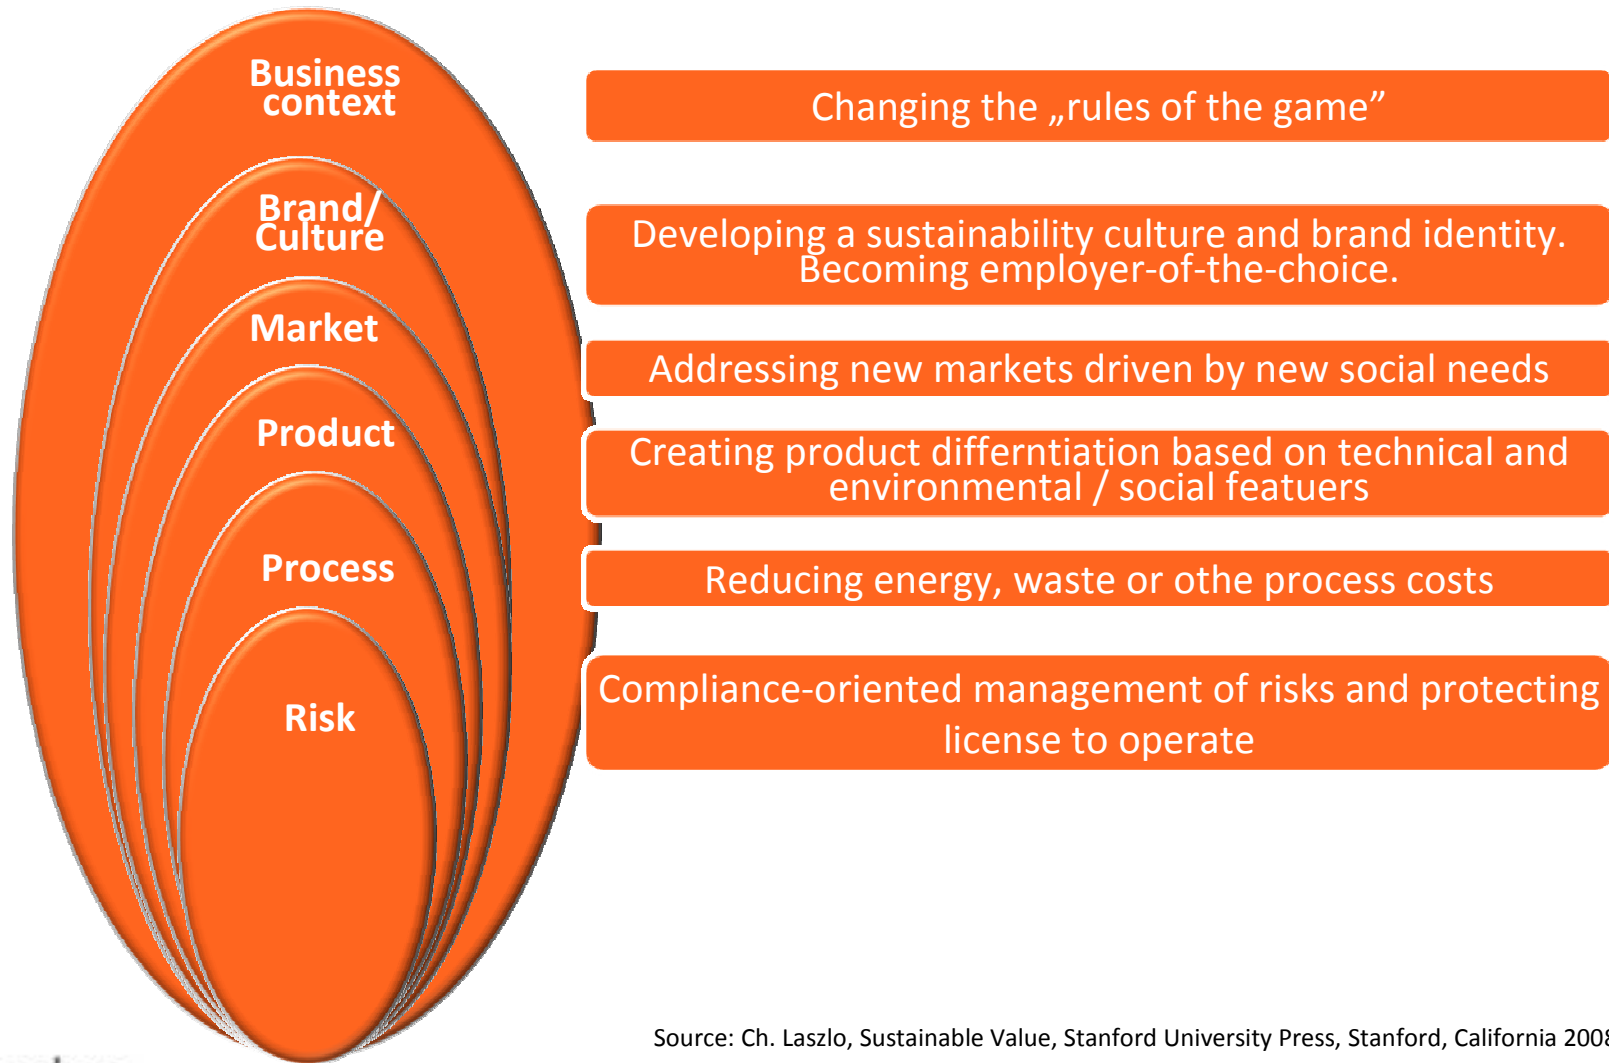 Business
context
Changing the „rules of the game”
Brand/
Culture
Developing a sustainability culture and brand identity.
Becoming employer-of-the-choice.
Market
Addressing new markets driven by new social needs
Product
Creating product differntiation based on technical and
environmental / social featuers
Process
Reducing energy, waste or othe process costs
Risk
Compliance-oriented management of risks and protecting
license to operate
Source: Ch. Laszlo, Sustainable Value, Stanford University Press, Stanford, California 2008